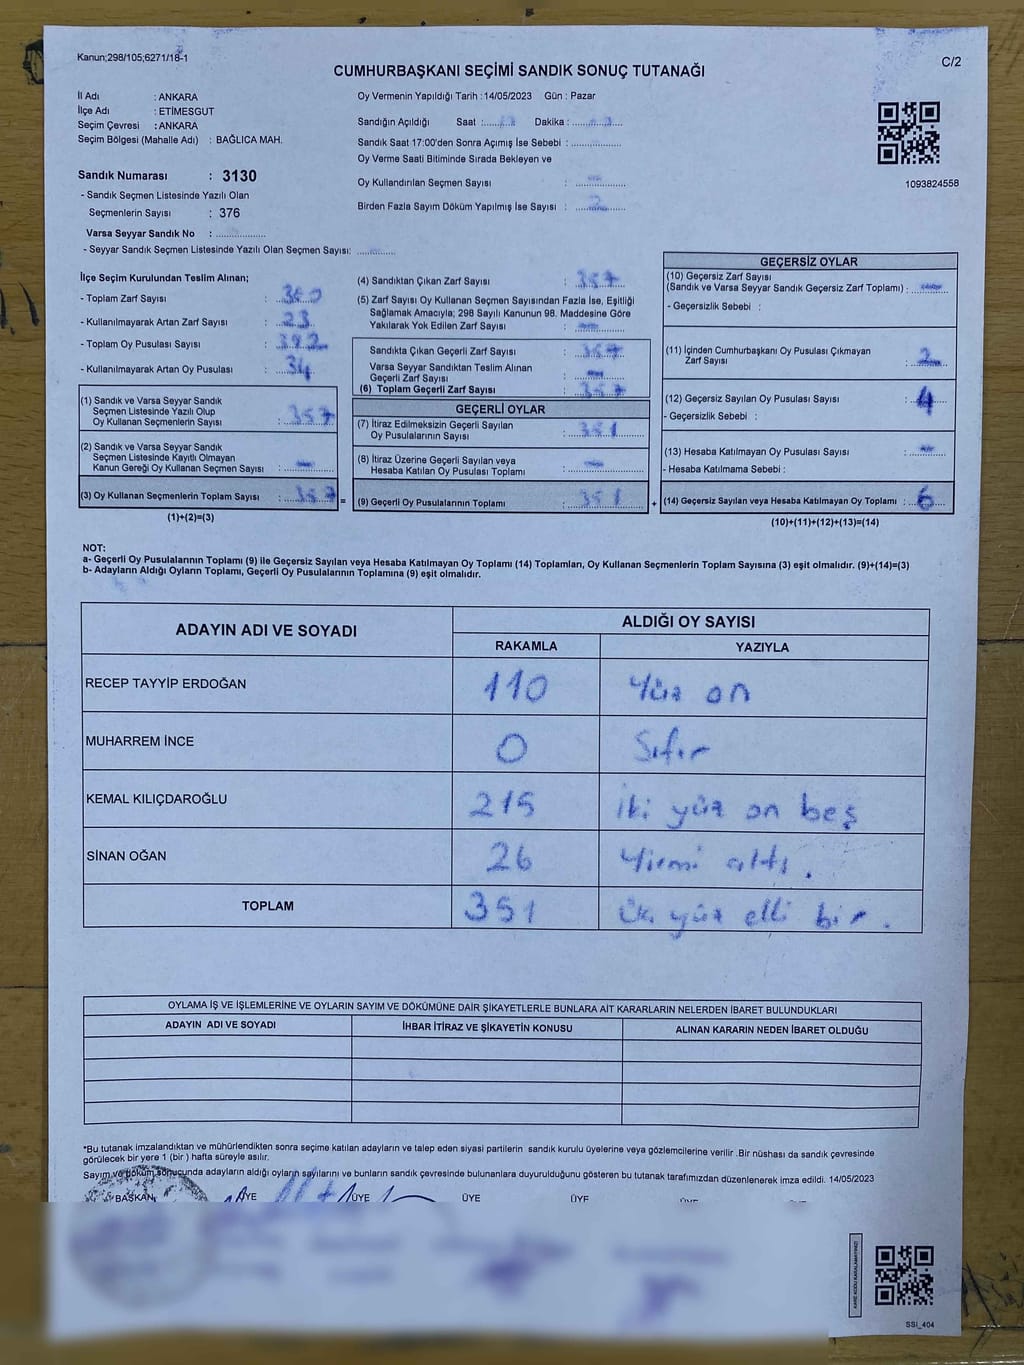 Kanun;298/105;6271/18-1
C/2
CUMHURBAŞKANI SEÇİMİ SANDIK SONUÇ TUTANAĞI
İl Adı : ANKARA
İlçe Adı : ETİMESGUT
Seçim Çevresi : ANKARA
Seçim Bölgesi (Mahalle Adı) : BAĞLICA MAH.
Sandık Numarası : 3130
- Sandık Seçmen Listesinde Yazılı Olan
Seçmenlerin Sayısı : 376
Varsa Seyyar Sandık No : ................
- Seyyar Sandık Seçmen Listesinde Yazılı Olan Seçmen Sayısı:
Oy Vermenin Yapıldığı Tarih :14/05/2023 Gün : Pazar
Sandığın Açıldığı Saat : Dakika :
Sandık Saat 17:00'den Sonra Açımış İse Sebebi : ................
Oy Verme Saati Bitiminde Sırada Bekleyen ve
Oy Kullandırılan Seçmen Sayısı : -
Birden Fazla Sayım Döküm Yapılmış İse Sayısı : 2
1093824558
İlçe Seçim Kurulundan Teslim Alınan;
- Toplam Zarf Sayısı :
- Kullanılmayarak Artan Zarf Sayısı : 23
- Toplam Oy Pusulası Sayısı :
- Kullanılmayarak Artan Oy Pusulası : 34
(1) Sandık ve Varsa Seyyar Sandık
Seçmen Listesinde Yazılı Olup
Oy Kullanan Seçmenlerin Sayısı : 357
(2) Sandık ve Varsa Seyyar Sandık
Seçmen Listesinde Kayıtlı Olmayan
Kanun Gereği Oy Kullanan Seçmen Sayısı : -
(3) Oy Kullanan Seçmenlerin Toplam Sayısı : 357 =
(1)+(2)=(3)
(4) Sandıktan Çıkan Zarf Sayısı : 357
(5) Zarf Sayısı Oy Kullanan Seçmen Sayısından Fazla İse, Eşitliği
Sağlamak Amacıyla; 298 Sayılı Kanunun 98. Maddesine Göre
Yakılarak Yok Edilen Zarf Sayısı : -
Sandıkta Çıkan Geçerli Zarf Sayısı : 357
Varsa Seyyar Sandıktan Teslim Alınan
Geçerli Zarf Sayısı : -
(6) Toplam Geçerli Zarf Sayısı : 357
GEÇERLİ OYLAR
(7) İtiraz Edilmeksizin Geçerli Sayılan
Oy Pusulalarının Sayısı : 351
(8) İtiraz Üzerine Geçerli Sayılan veya
Hesaba Katılan Oy Pusulası Toplamı : -
(9) Geçerli Oy Pusulalarının Toplamı : 351 +
GEÇERSİZ OYLAR
(10) Geçersiz Zarf Sayısı
(Sandık ve Varsa Seyyar Sandık Geçersiz Zarf Toplamı) : -
- Geçersizlik Sebebi :
(11) İçinden Cumhurbaşkanı Oy Pusulası Çıkmayan
Zarf Sayısı : 2
(12) Geçersiz Sayılan Oy Pusulası Sayısı : 4
- Geçersizlik Sebebi :
(13) Hesaba Katılmayan Oy Pusulası Sayısı : -
- Hesaba Katılmama Sebebi :
(14) Geçersiz Sayılan veya Hesaba Katılmayan Oy Toplamı : 6
(10)+(11)+(12)+(13)=(14)
NOT:
a- Geçerli Oy Pusulalarının Toplamı (9) ile Geçersiz Sayılan veya Hesaba Katılmayan Oy Toplamı (14) Toplamları, Oy Kullanan Seçmenlerin Toplam Sayısına (3) eşit olmalıdır. (9)+(14)=(3)
b- Adayların Aldığı Oyların Toplamı, Geçerli Oy Pusulalarının Toplamına (9) eşit olmalıdır.
ADAYIN ADI VE SOYADI
ALDIĞI OY SAYISI
RAKAMLA YAZIYLA
RECEP TAYYİP ERDOĞAN 110 Yüz on
MUHARREM İNCE 0 Sıfır
KEMAL KILIÇDAROĞLU 215 İki yüz on beş
SİNAN OĞAN 26 Yirmi altı.
TOPLAM 351 yüz elli bir.
OYLAMA İŞ VE İŞLEMLERİNE VE OYLARIN SAYIM VE DÖKÜMÜNE DAİR ŞİKAYETLERLE BUNLARA AİT KARARLARIN NELERDEN İBARET BULUNDUKLARI
ADAYIN ADI VE SOYADI İHBAR İTİRAZ VE ŞİKAYETİN KONUSU ALINAN KARARIN NEDEN İBARET OLDUĞU
*Bu tutanak imzalandıktan ve mühürlendikten sonra seçime katılan adayların ve talep eden siyasi partilerin sandık kurulu üyelerine veya gözlemcilerine verilir .Bir nüshası da sandık çevresinde
görülecek bir yere 1 (bir ) hafta süreyle asılır.
Sayım ve döküm sonucunda adayların aldığı oyların sayılarını ve bunların sandık çevresinde bulunanlara duyurulduğunu gösteren bu tutanak tarafımızdan düzenlenerek imza edildi. 14/05/2023
BAŞKAN ÜYE ÜYE ÜYE ÜYE
SSİ_404